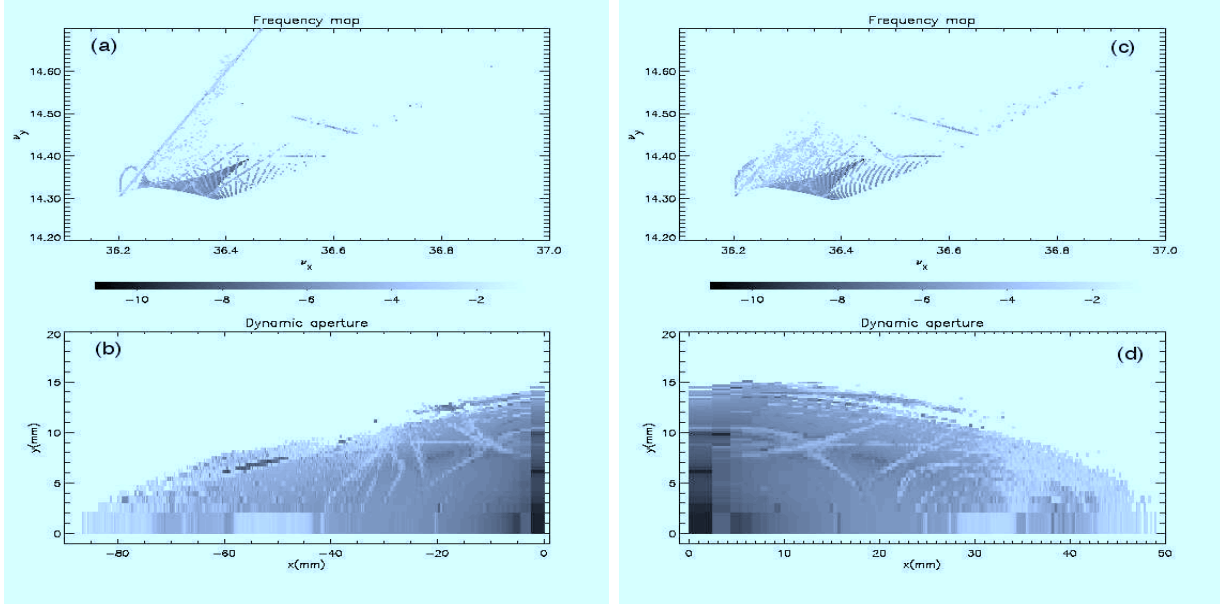 Frequency map
(a)
14.60
14.50
14.40
14.30
14.20
ν_y
36.2 36.4 36.6 36.8 37.0
ν_x
−10 −8 −6 −4 −2
Dynamic aperture
(b)
20
15
10
5
0
y(mm)
−80 −60 −40 −20 0
x(mm)
Frequency map
(c)
14.60
14.50
14.40
14.30
14.20
ν_y
36.2 36.4 36.6 36.8 37.0
ν_x
−10 −8 −6 −4 −2
Dynamic aperture
(d)
20
15
10
5
0
y(mm)
0 10 20 30 40 50
x(mm)